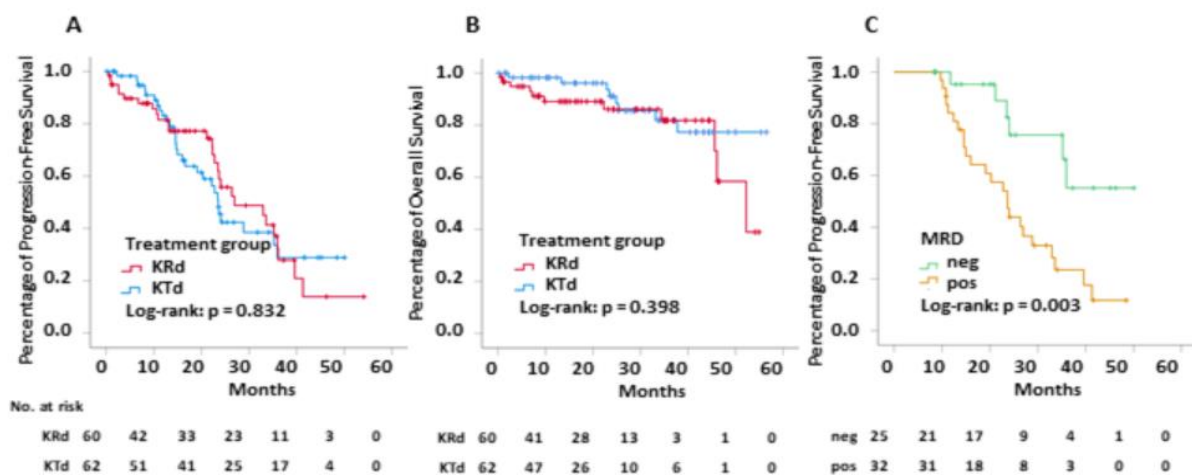 A
Percentage of Progression-Free Survival
1.0
0.8
0.6
0.4
0.2
0.0
Treatment group
KRd
KTd
Log-rank: p = 0.832
0 10 20 30 40 50 60
Months
B
Percentage of Overall Survival
1.0
0.8
0.6
0.4
0.2
0.0
Treatment group
KRd
KTd
Log-rank: p = 0.398
0 10 20 30 40 50 60
Months
C
Percentage of Progression-Free Survival
1.0
0.8
0.6
0.4
0.2
0.0
MRD
neg
pos
Log-rank: p = 0.003
0 10 20 30 40 50 60
Months
No. at risk
KRd 60 42 33 23 11 3 0
KTd 62 51 41 25 17 4 0
KRd 60 41 28 13 3 1 0
KTd 62 47 26 10 6 1 0
neg 25 21 17 9 4 1 0
pos 32 31 18 8 3 0 0